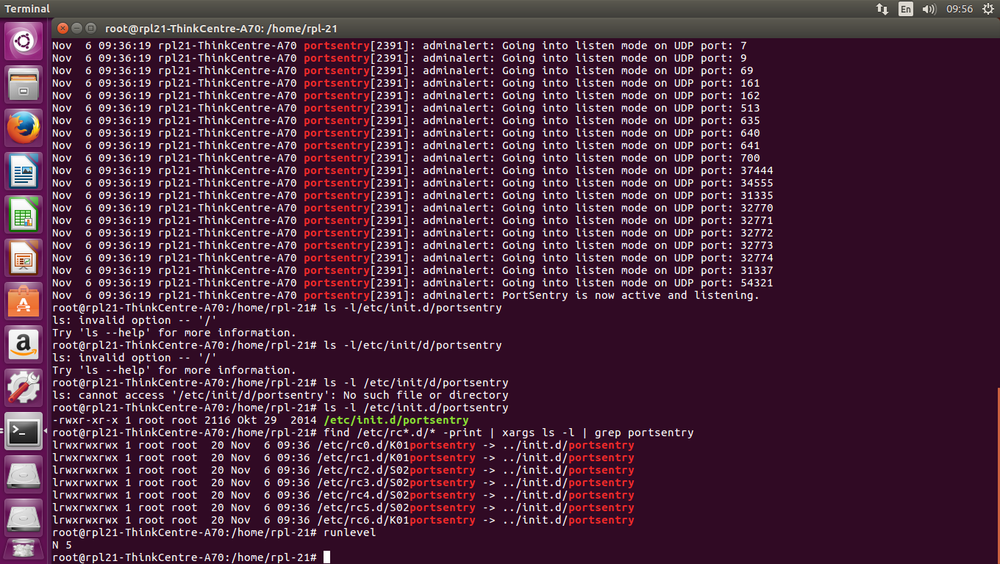 Terminal
En
09:56
root@rpl21-ThinkCentre-A70: /home/rpl-21
Nov  6 09:36:19 rpl21-ThinkCentre-A70 portsentry[2391]: adminalert: Going into listen mode on UDP port: 7
Nov  6 09:36:19 rpl21-ThinkCentre-A70 portsentry[2391]: adminalert: Going into listen mode on UDP port: 9
Nov  6 09:36:19 rpl21-ThinkCentre-A70 portsentry[2391]: adminalert: Going into listen mode on UDP port: 69
Nov  6 09:36:19 rpl21-ThinkCentre-A70 portsentry[2391]: adminalert: Going into listen mode on UDP port: 161
Nov  6 09:36:19 rpl21-ThinkCentre-A70 portsentry[2391]: adminalert: Going into listen mode on UDP port: 162
Nov  6 09:36:19 rpl21-ThinkCentre-A70 portsentry[2391]: adminalert: Going into listen mode on UDP port: 513
Nov  6 09:36:19 rpl21-ThinkCentre-A70 portsentry[2391]: adminalert: Going into listen mode on UDP port: 635
Nov  6 09:36:19 rpl21-ThinkCentre-A70 portsentry[2391]: adminalert: Going into listen mode on UDP port: 640
Nov  6 09:36:19 rpl21-ThinkCentre-A70 portsentry[2391]: adminalert: Going into listen mode on UDP port: 641
Nov  6 09:36:19 rpl21-ThinkCentre-A70 portsentry[2391]: adminalert: Going into listen mode on UDP port: 700
Nov  6 09:36:19 rpl21-ThinkCentre-A70 portsentry[2391]: adminalert: Going into listen mode on UDP port: 37444
Nov  6 09:36:19 rpl21-ThinkCentre-A70 portsentry[2391]: adminalert: Going into listen mode on UDP port: 34555
Nov  6 09:36:19 rpl21-ThinkCentre-A70 portsentry[2391]: adminalert: Going into listen mode on UDP port: 31335
Nov  6 09:36:19 rpl21-ThinkCentre-A70 portsentry[2391]: adminalert: Going into listen mode on UDP port: 32770
Nov  6 09:36:19 rpl21-ThinkCentre-A70 portsentry[2391]: adminalert: Going into listen mode on UDP port: 32771
Nov  6 09:36:19 rpl21-ThinkCentre-A70 portsentry[2391]: adminalert: Going into listen mode on UDP port: 32772
Nov  6 09:36:19 rpl21-ThinkCentre-A70 portsentry[2391]: adminalert: Going into listen mode on UDP port: 32773
Nov  6 09:36:19 rpl21-ThinkCentre-A70 portsentry[2391]: adminalert: Going into listen mode on UDP port: 32774
Nov  6 09:36:19 rpl21-ThinkCentre-A70 portsentry[2391]: adminalert: Going into listen mode on UDP port: 31337
Nov  6 09:36:19 rpl21-ThinkCentre-A70 portsentry[2391]: adminalert: Going into listen mode on UDP port: 54321
Nov  6 09:36:19 rpl21-ThinkCentre-A70 portsentry[2391]: adminalert: PortSentry is now active and listening.
root@rpl21-ThinkCentre-A70:/home/rpl-21# ls -l/etc/init.d/portsentry
ls: invalid option -- '/'
Try 'ls --help' for more information.
root@rpl21-ThinkCentre-A70:/home/rpl-21# ls -l/etc/init/d/portsentry
ls: invalid option -- '/'
Try 'ls --help' for more information.
root@rpl21-ThinkCentre-A70:/home/rpl-21# ls -l /etc/init/d/portsentry
ls: cannot access '/etc/init/d/portsentry': No such file or directory
root@rpl21-ThinkCentre-A70:/home/rpl-21# ls -l /etc/init.d/portsentry
-rwxr-xr-x 1 root root 2116 Okt 29  2014 /etc/init.d/portsentry
root@rpl21-ThinkCentre-A70:/home/rpl-21# find /etc/rc*.d/* -print | xargs ls -l | grep portsentry
lrwxrwxrwx 1 root root  20 Nov  6 09:36 /etc/rc0.d/K01portsentry -> ../init.d/portsentry
lrwxrwxrwx 1 root root  20 Nov  6 09:36 /etc/rc1.d/K01portsentry -> ../init.d/portsentry
lrwxrwxrwx 1 root root  20 Nov  6 09:36 /etc/rc2.d/S02portsentry -> ../init.d/portsentry
lrwxrwxrwx 1 root root  20 Nov  6 09:36 /etc/rc3.d/S02portsentry -> ../init.d/portsentry
lrwxrwxrwx 1 root root  20 Nov  6 09:36 /etc/rc4.d/S02portsentry -> ../init.d/portsentry
lrwxrwxrwx 1 root root  20 Nov  6 09:36 /etc/rc5.d/S02portsentry -> ../init.d/portsentry
lrwxrwxrwx 1 root root  20 Nov  6 09:36 /etc/rc6.d/K01portsentry -> ../init.d/portsentry
root@rpl21-ThinkCentre-A70:/home/rpl-21# runlevel
N 5
root@rpl21-ThinkCentre-A70:/home/rpl-21#